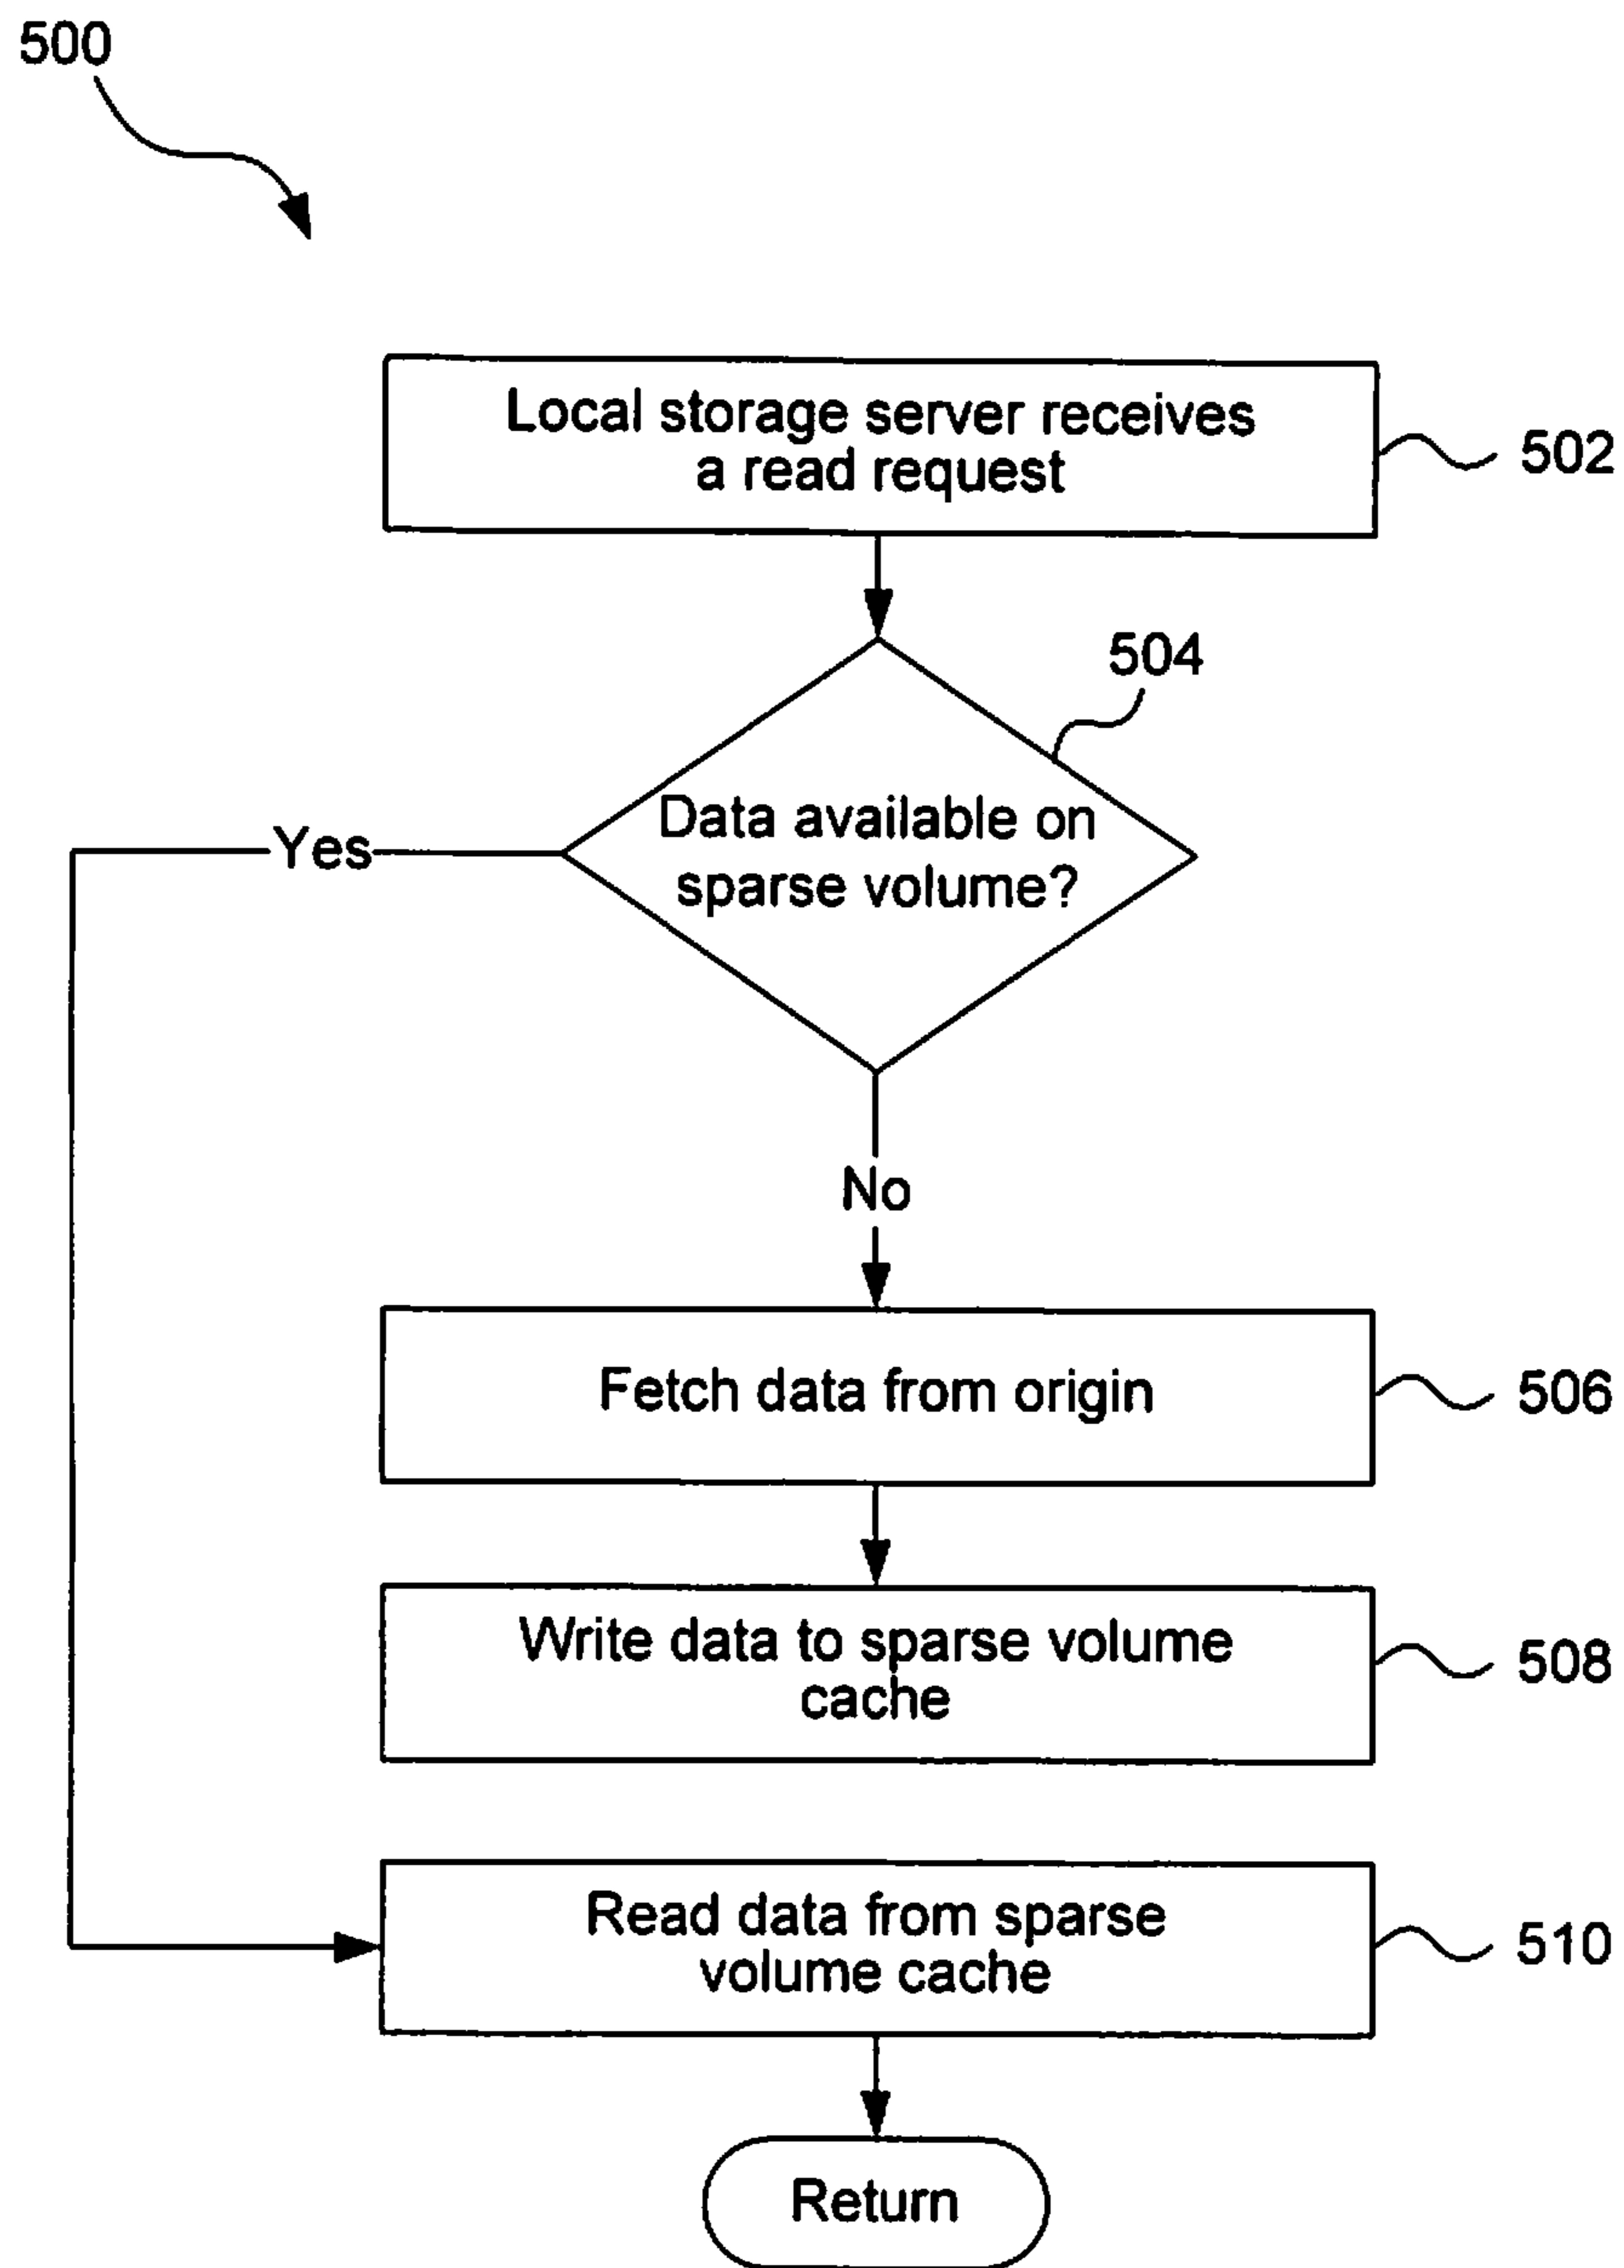 500
Local storage server receives
a read request
502
504
Data available on
sparse volume?
Yes
No
Fetch data from origin
506
Write data to sparse volume
cache
508
Read data from sparse
volume cache
510
Return